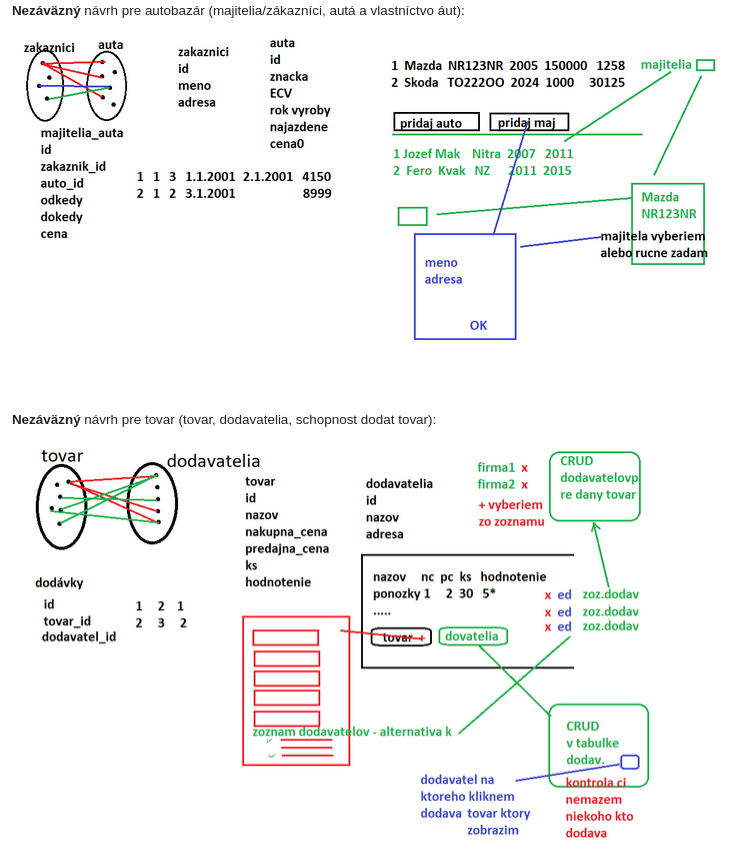 Nezáväzný návrh pre autobazár (majitelia/zákazníci, autá a vlastníctvo áut):
zakaznici
auta
zakaznici
id
meno
adresa
auta
id
znacka
ECV
rok vyroby
najazdene
cena0
majitelia_auta
id
zakaznik_id
auto_id
odkedy
dokedy
cena
1 1 3 1.1.2001 2.1.2001 4150
2 1 2 3.1.2001 8999
1 Mazda NR123NR 2005 150000 1258
2 Skoda TO222OO 2024 1000 30125
majitelia
pridaj auto
pridaj maj
1 Jozef Mak Nitra 2007 2011
2 Fero Kvak NZ 2011 2015
Mazda
NR123NR
majitela vyberiem
alebo rucne zadam
meno
adresa
OK
Nezáväzný návrh pre tovar (tovar, dodavatelia, schopnost dodat tovar):
tovar
dodavatelia
tovar
id
nazov
nakupna_cena
predajna_cena
ks
hodnotenie
dodavatelia
id
nazov
adresa
firma1 x
firma2 x
+ vyberiem
zo zoznamu
CRUD
dodavatelovp
re dany tovar
dodávky
id
tovar_id
dodavatel_id
1 2 1
2 3 2
nazov nc pc ks hodnotenie
ponozky 1 2 30 5*
.....
x ed zoz.dodav
x ed zoz.dodav
x ed zoz.dodav
tovar +
dovatelia
zoznam dodavatelov - alternativa k
CRUD
v tabulke
dodav.
dodavatel na
ktoreho kliknem
dodava tovar ktory
zobrazim
kontrola ci
nemazem
niekoho kto
dodava